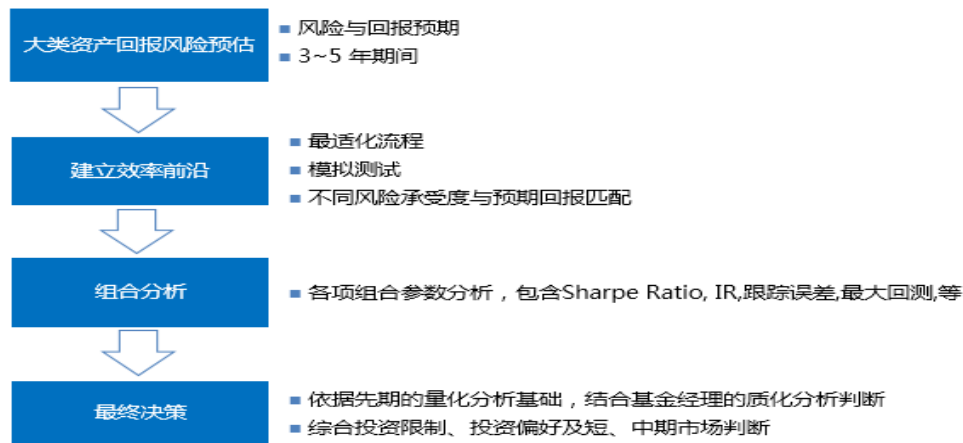 大类资产回报风险预估
风险与回报预期
3~5 年期间
建立效率前沿
最适化流程
模拟测试
不同风险承受度与预期回报匹配
组合分析
各项组合参数分析，包含Sharpe Ratio, IR,跟踪误差,最大回测,等
最终决策
依据先期的量化分析基础，结合基金经理的质化分析判断
综合投资限制、投资偏好及短、中期市场判断